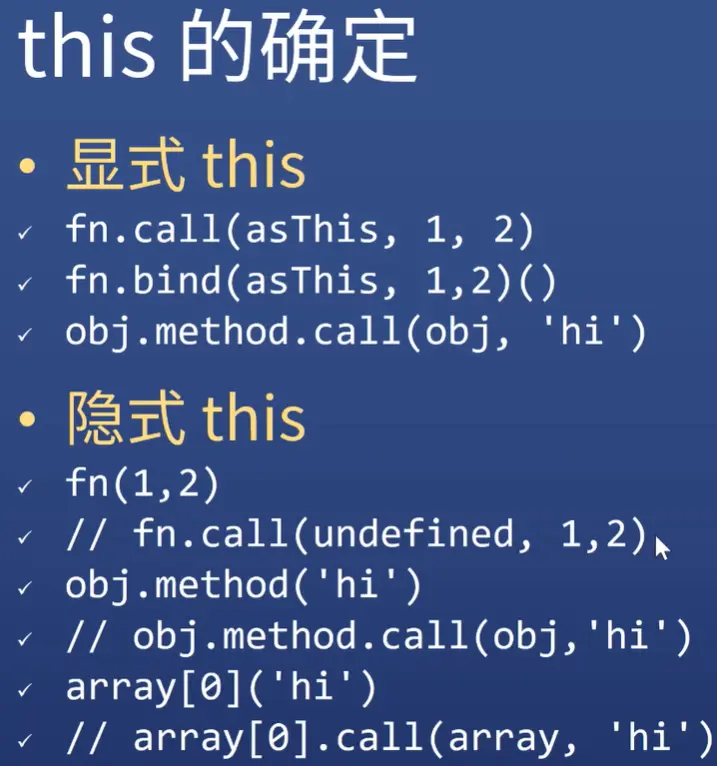 this 的确定
• 显式 this
✓ fn.call(asThis, 1, 2)
✓ fn.bind(asThis, 1,2)()
✓ obj.method.call(obj, 'hi')
• 隐式 this
✓ fn(1,2)
✓ // fn.call(undefined, 1,2)
✓ obj.method('hi')
✓ // obj.method.call(obj,'hi')
✓ array[0]('hi')
✓ // array[0].call(array, 'hi')